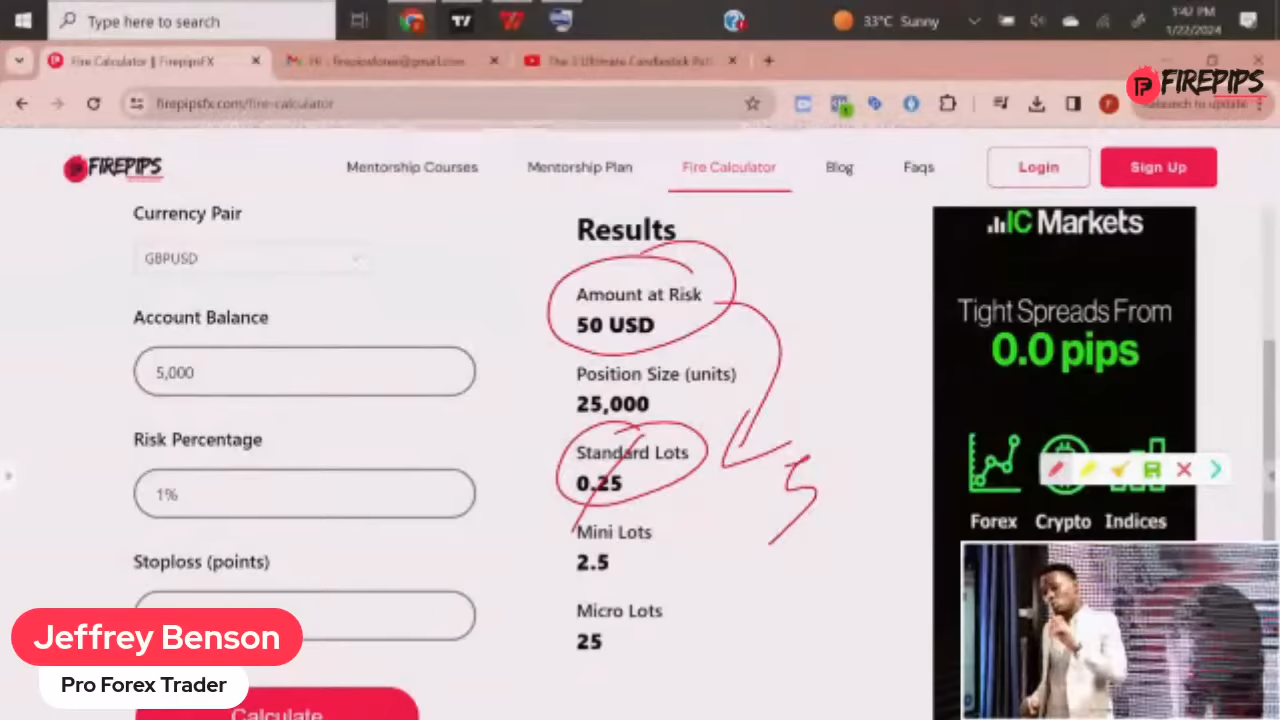 Type here to search
33°C Sunny
1:42 PM
1/22/2024
Fire Calculator || FirepipsFX
firepipsfx.com/fire-calculator
FIREPIPS
Relaunch to update
FIREPIPS
Mentorship Courses
Mentorship Plan
Fire Calculator
Blog
Faqs
Login
Sign Up
Currency Pair
GBPUSD
Account Balance
5,000
Risk Percentage
1%
Stoploss (points)
Calculate
Results
Amount at Risk
50 USD
Position Size (units)
25,000
Standard Lots
0.25
Mini Lots
2.5
Micro Lots
25
5
IC Markets
Tight Spreads From
0.0 pips
Forex
Crypto
Indices
Jeffrey Benson
Pro Forex Trader